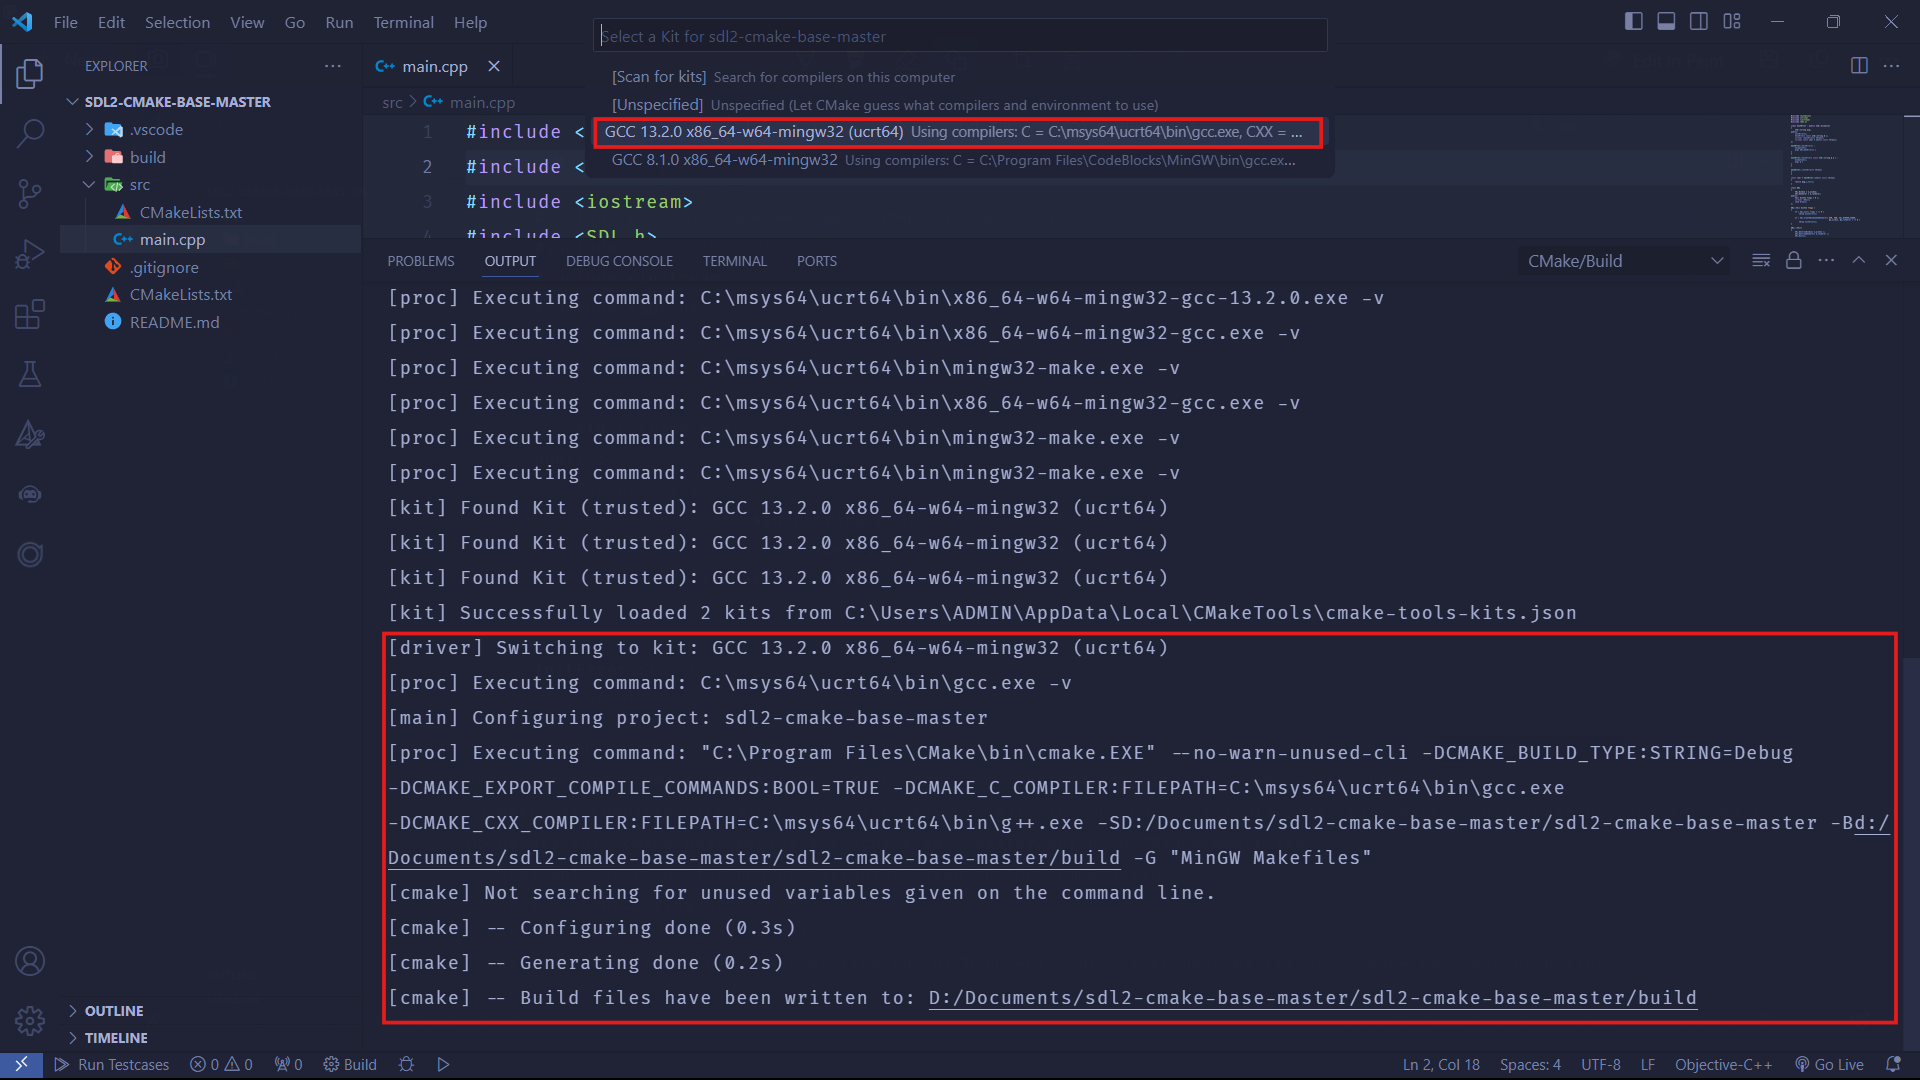 File Edit Selection View Go Run Terminal Help
Select a Kit for sdl2-cmake-base-master
[Scan for kits] Search for compilers on this computer
[Unspecified] Unspecified (Let CMake guess what compilers and environment to use)
GCC 13.2.0 x86_64-w64-mingw32 (ucrt64) Using compilers: C = C:\msys64\ucrt64\bin\gcc.exe, CXX = ...
GCC 8.1.0 x86_64-w64-mingw32 Using compilers: C = C:\Program Files\CodeBlocks\MinGW\bin\gcc.ex...
EXPLORER
SDL2-CMAKE-BASE-MASTER
.vscode
build
src
CMakeLists.txt
main.cpp
.gitignore
CMakeLists.txt
README.md
OUTLINE
TIMELINE
main.cpp
src > main.cpp
1 #include <
2 #include <
3 #include <iostream>
4 #include <SDL.h>
PROBLEMS OUTPUT DEBUG CONSOLE TERMINAL PORTS CMake/Build
[proc] Executing command: C:\msys64\ucrt64\bin\x86_64-w64-mingw32-gcc-13.2.0.exe -v
[proc] Executing command: C:\msys64\ucrt64\bin\x86_64-w64-mingw32-gcc.exe -v
[proc] Executing command: C:\msys64\ucrt64\bin\mingw32-make.exe -v
[proc] Executing command: C:\msys64\ucrt64\bin\x86_64-w64-mingw32-gcc.exe -v
[proc] Executing command: C:\msys64\ucrt64\bin\mingw32-make.exe -v
[proc] Executing command: C:\msys64\ucrt64\bin\mingw32-make.exe -v
[kit] Found Kit (trusted): GCC 13.2.0 x86_64-w64-mingw32 (ucrt64)
[kit] Found Kit (trusted): GCC 13.2.0 x86_64-w64-mingw32 (ucrt64)
[kit] Found Kit (trusted): GCC 13.2.0 x86_64-w64-mingw32 (ucrt64)
[kit] Successfully loaded 2 kits from C:\Users\ADMIN\AppData\Local\CMakeTools\cmake-tools-kits.json
[driver] Switching to kit: GCC 13.2.0 x86_64-w64-mingw32 (ucrt64)
[proc] Executing command: C:\msys64\ucrt64\bin\gcc.exe -v
[main] Configuring project: sdl2-cmake-base-master
[proc] Executing command: "C:\Program Files\CMake\bin\cmake.EXE" --no-warn-unused-cli -DCMAKE_BUILD_TYPE:STRING=Debug
-DCMAKE_EXPORT_COMPILE_COMMANDS:BOOL=TRUE -DCMAKE_C_COMPILER:FILEPATH=C:\msys64\ucrt64\bin\gcc.exe
-DCMAKE_CXX_COMPILER:FILEPATH=C:\msys64\ucrt64\bin\g++.exe -SD:/Documents/sdl2-cmake-base-master/sdl2-cmake-base-master -Bd:/
Documents/sdl2-cmake-base-master/sdl2-cmake-base-master/build -G "MinGW Makefiles"
[cmake] Not searching for unused variables given on the command line.
[cmake] -- Configuring done (0.3s)
[cmake] -- Generating done (0.2s)
[cmake] -- Build files have been written to: D:/Documents/sdl2-cmake-base-master/sdl2-cmake-base-master/build
Run Testcases 0 0 0 Build Ln 2, Col 18 Spaces: 4 UTF-8 LF Objective-C++ Go Live